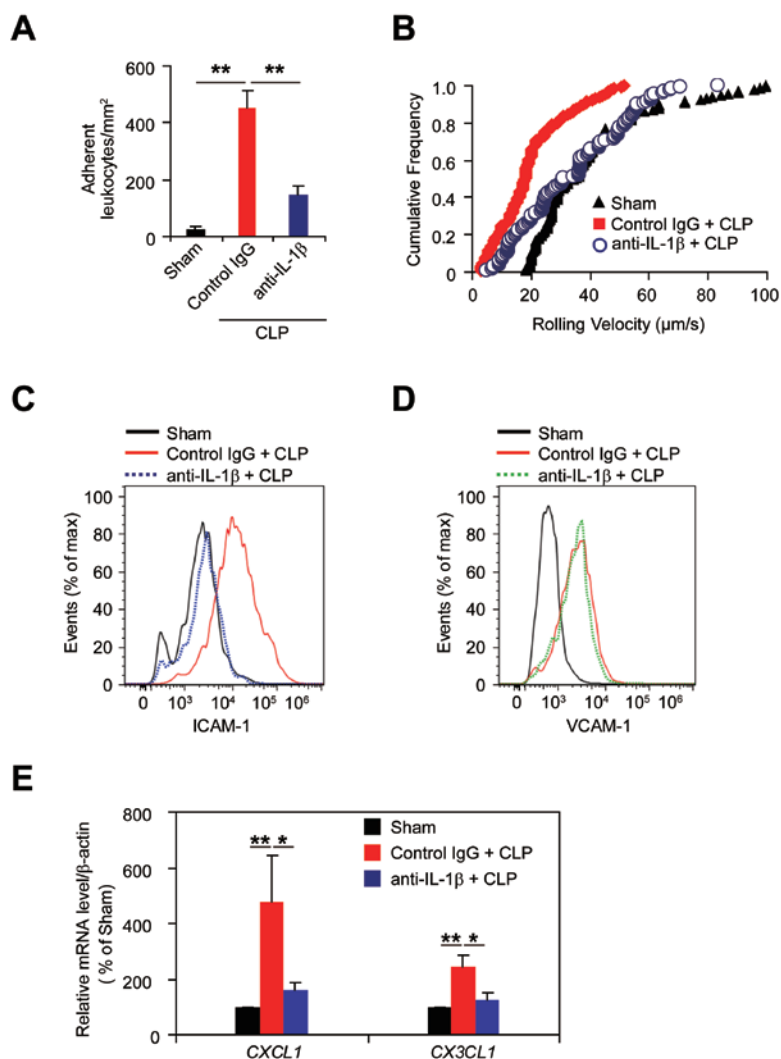 A
600
400
200
0
Adherent
leukocytes/mm²
** **
Sham
Control IgG
anti-IL-1β
CLP
B
1.0
0.8
0.6
0.4
0.2
0
Cumulative Frequency
Sham
Control IgG + CLP
anti-IL-1β + CLP
0 20 40 60 80 100
Rolling Velocity (µm/s)
C
Sham
Control IgG + CLP
anti-IL-1β + CLP
100
80
60
40
20
0
Events (% of max)
0 10³ 10⁴ 10⁵ 10⁶
ICAM-1
D
Sham
Control IgG + CLP
anti-IL-1β + CLP
100
80
60
40
20
0
Events (% of max)
0 10³ 10⁴ 10⁵ 10⁶
VCAM-1
E
800
600
400
200
0
Relative mRNA level/β-actin
( % of Sham)
Sham
Control IgG + CLP
anti-IL-1β + CLP
** *
** *
CXCL1 CX3CL1